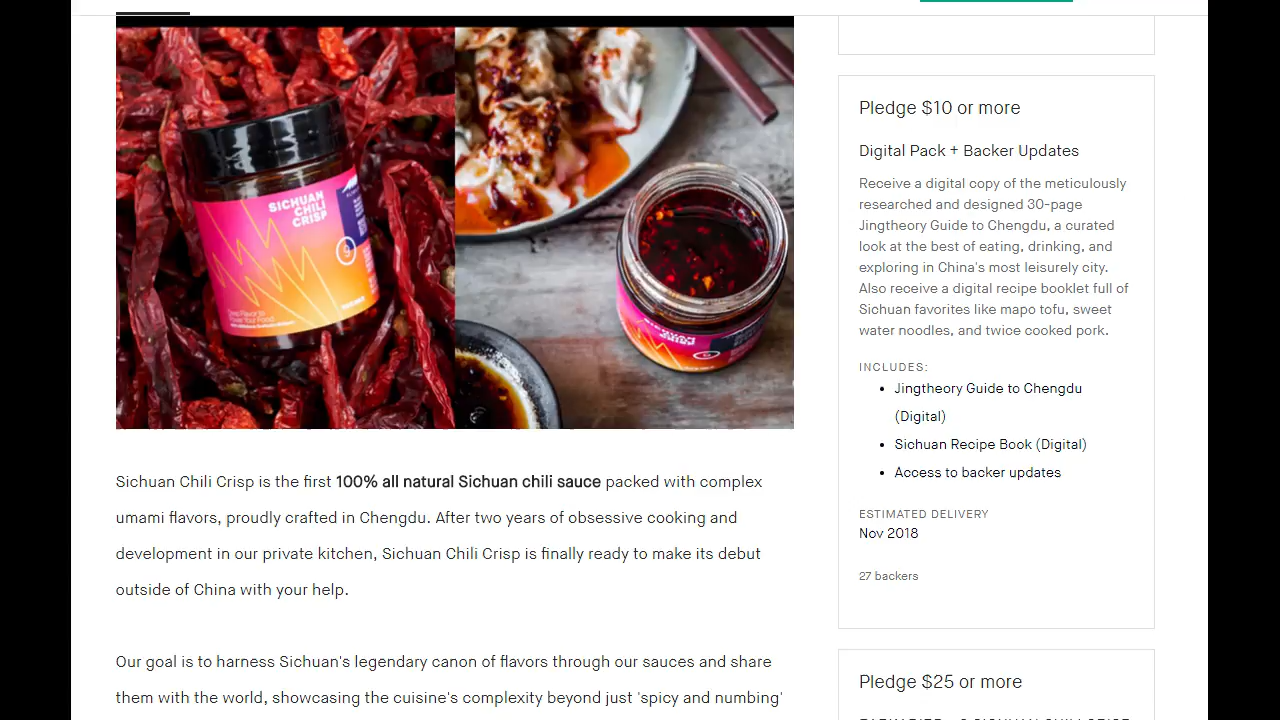 SICHUAN
CHILI
CRISP
Sichuan Chili Crisp is the first 100% all natural Sichuan chili sauce packed with complex
umami flavors, proudly crafted in Chengdu. After two years of obsessive cooking and
development in our private kitchen, Sichuan Chili Crisp is finally ready to make its debut
outside of China with your help.
Our goal is to harness Sichuan's legendary canon of flavors through our sauces and share
them with the world, showcasing the cuisine's complexity beyond just 'spicy and numbing'
Pledge $10 or more
Digital Pack + Backer Updates
Receive a digital copy of the meticulously
researched and designed 30-page
Jingtheory Guide to Chengdu, a curated
look at the best of eating, drinking, and
exploring in China's most leisurely city.
Also receive a digital recipe booklet full of
Sichuan favorites like mapo tofu, sweet
water noodles, and twice cooked pork.
INCLUDES:
• Jingtheory Guide to Chengdu
(Digital)
• Sichuan Recipe Book (Digital)
• Access to backer updates
ESTIMATED DELIVERY
Nov 2018
27 backers
Pledge $25 or more